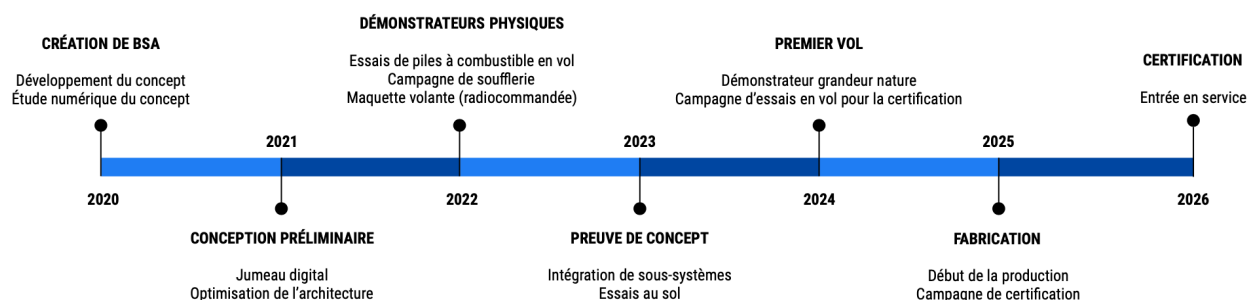 CRÉATION DE BSA
Développement du concept
Étude numérique du concept
2020
2021
CONCEPTION PRÉLIMINAIRE
Jumeau digital
Optimisation de l'architecture
DÉMONSTRATEURS PHYSIQUES
Essais de piles à combustible en vol
Campagne de soufflerie
Maquette volante (radiocommandée)
2022
2023
PREUVE DE CONCEPT
Intégration de sous-systèmes
Essais au sol
PREMIER VOL
Démonstrateur grandeur nature
Campagne d'essais en vol pour la certification
2024
2025
FABRICATION
Début de la production
Campagne de certification
CERTIFICATION
Entrée en service
2026